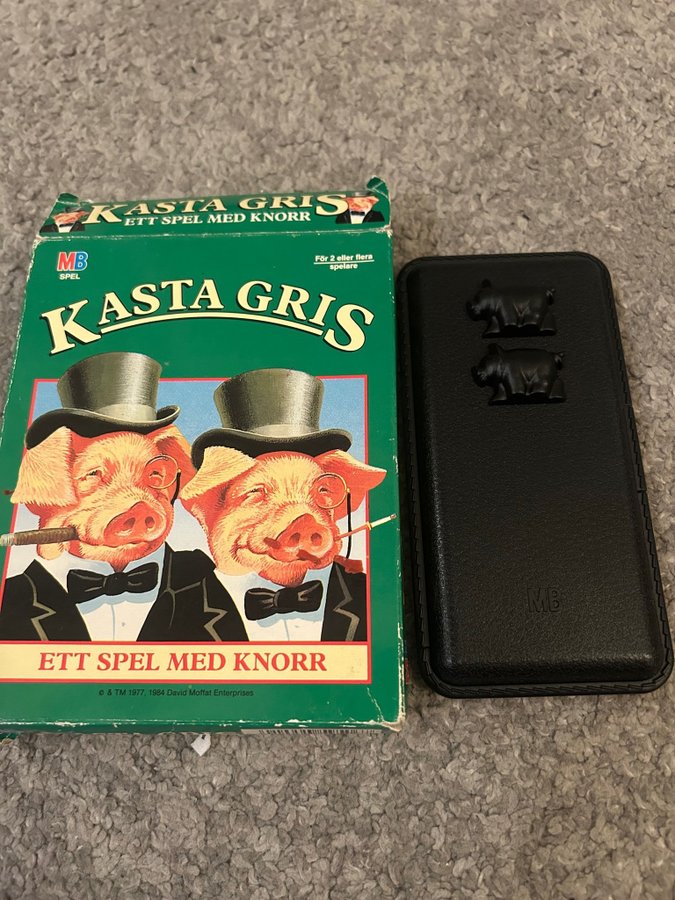 KASTA GRIS
ETT SPEL MED KNORR
MB
SPEL
För 2 eller flera
spelare
KASTA GRIS
ETT SPEL MED KNORR
© & TM 1977, 1984 David Moffat Enterprises
MB